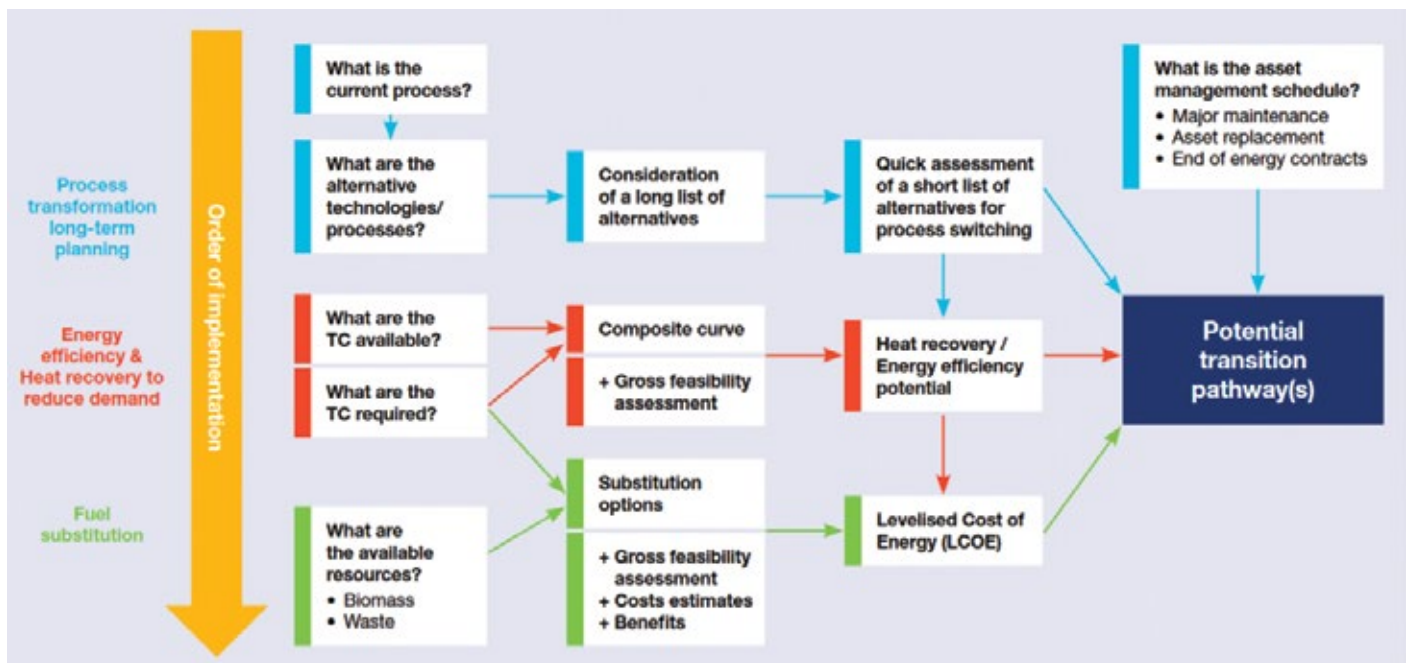 What is the
current process?
What is the asset
management schedule?
• Major maintenance
• Asset replacement
• End of energy contracts
Order of implementation
Process
transformation
long-term
planning
What are the
alternative
technologies/
processes?
Consideration
of a long list of
alternatives
Quick assessment
of a short list of
alternatives for
process switching
Energy
efficiency &
Heat recovery to
reduce demand
What are the
TC available?
What are the
TC required?
Composite curve
+ Gross feasibility
assessment
Heat recovery /
Energy efficiency
potential
Potential
transition
pathway(s)
Fuel
substitution
What are
the available
resources?
• Biomass
• Waste
Substitution
options
+ Gross feasibility
assessment
+ Costs estimates
+ Benefits
Levelised Cost of
Energy (LCOE)